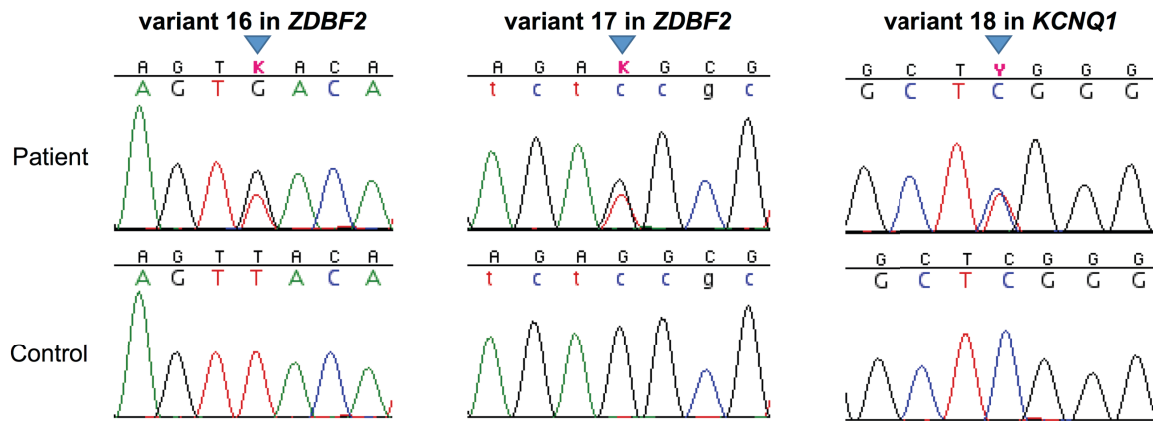 variant 16 in ZDBF2 variant 17 in ZDBF2 variant 18 in KCNQ1
A G T K A C A A G A K G C G G C T Y G G G
A G T G A C A t c t c c g c G C T C G G G
Patient
A G T T A C A A G A G G C G G C T C G G G
A G T T A C A t c t c c g c G C T C G G G
Control